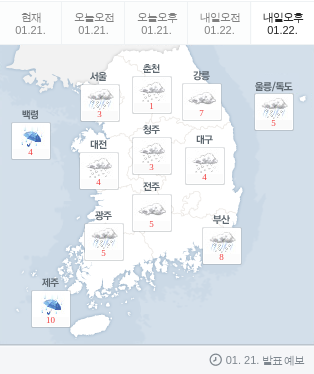 현재 오늘오전 오늘오후 내일오전 내일오후
01.21. 01.21. 01.21. 01.22. 01.22.
서울 춘천 강릉 울릉/독도
3 1 7 5
백령 대전 청주 대구
4 4 3 4
광주 전주 부산
5 5 8
제주
10
01. 21. 발표 예보